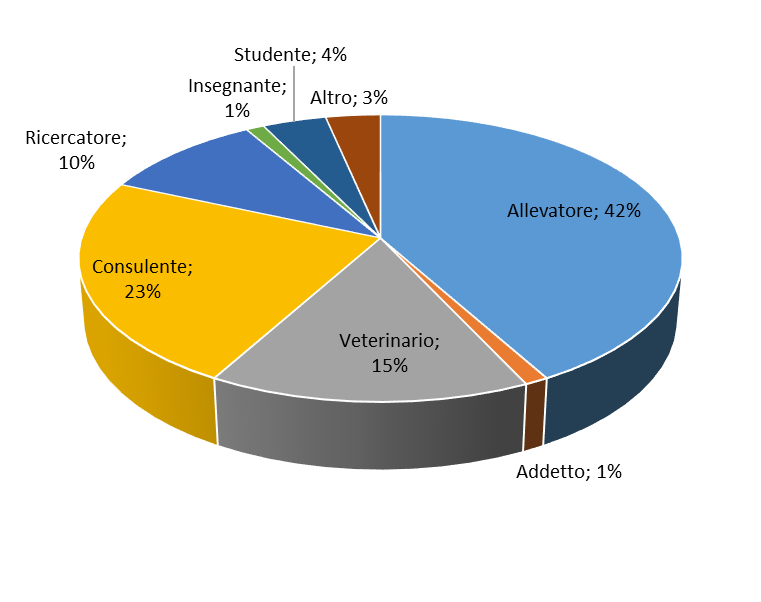 Studente; 4%
Insegnante;
1%
Altro; 3%
Ricercatore;
10%
Allevatore; 42%
Consulente;
23%
Veterinario;
15%
Addetto; 1%